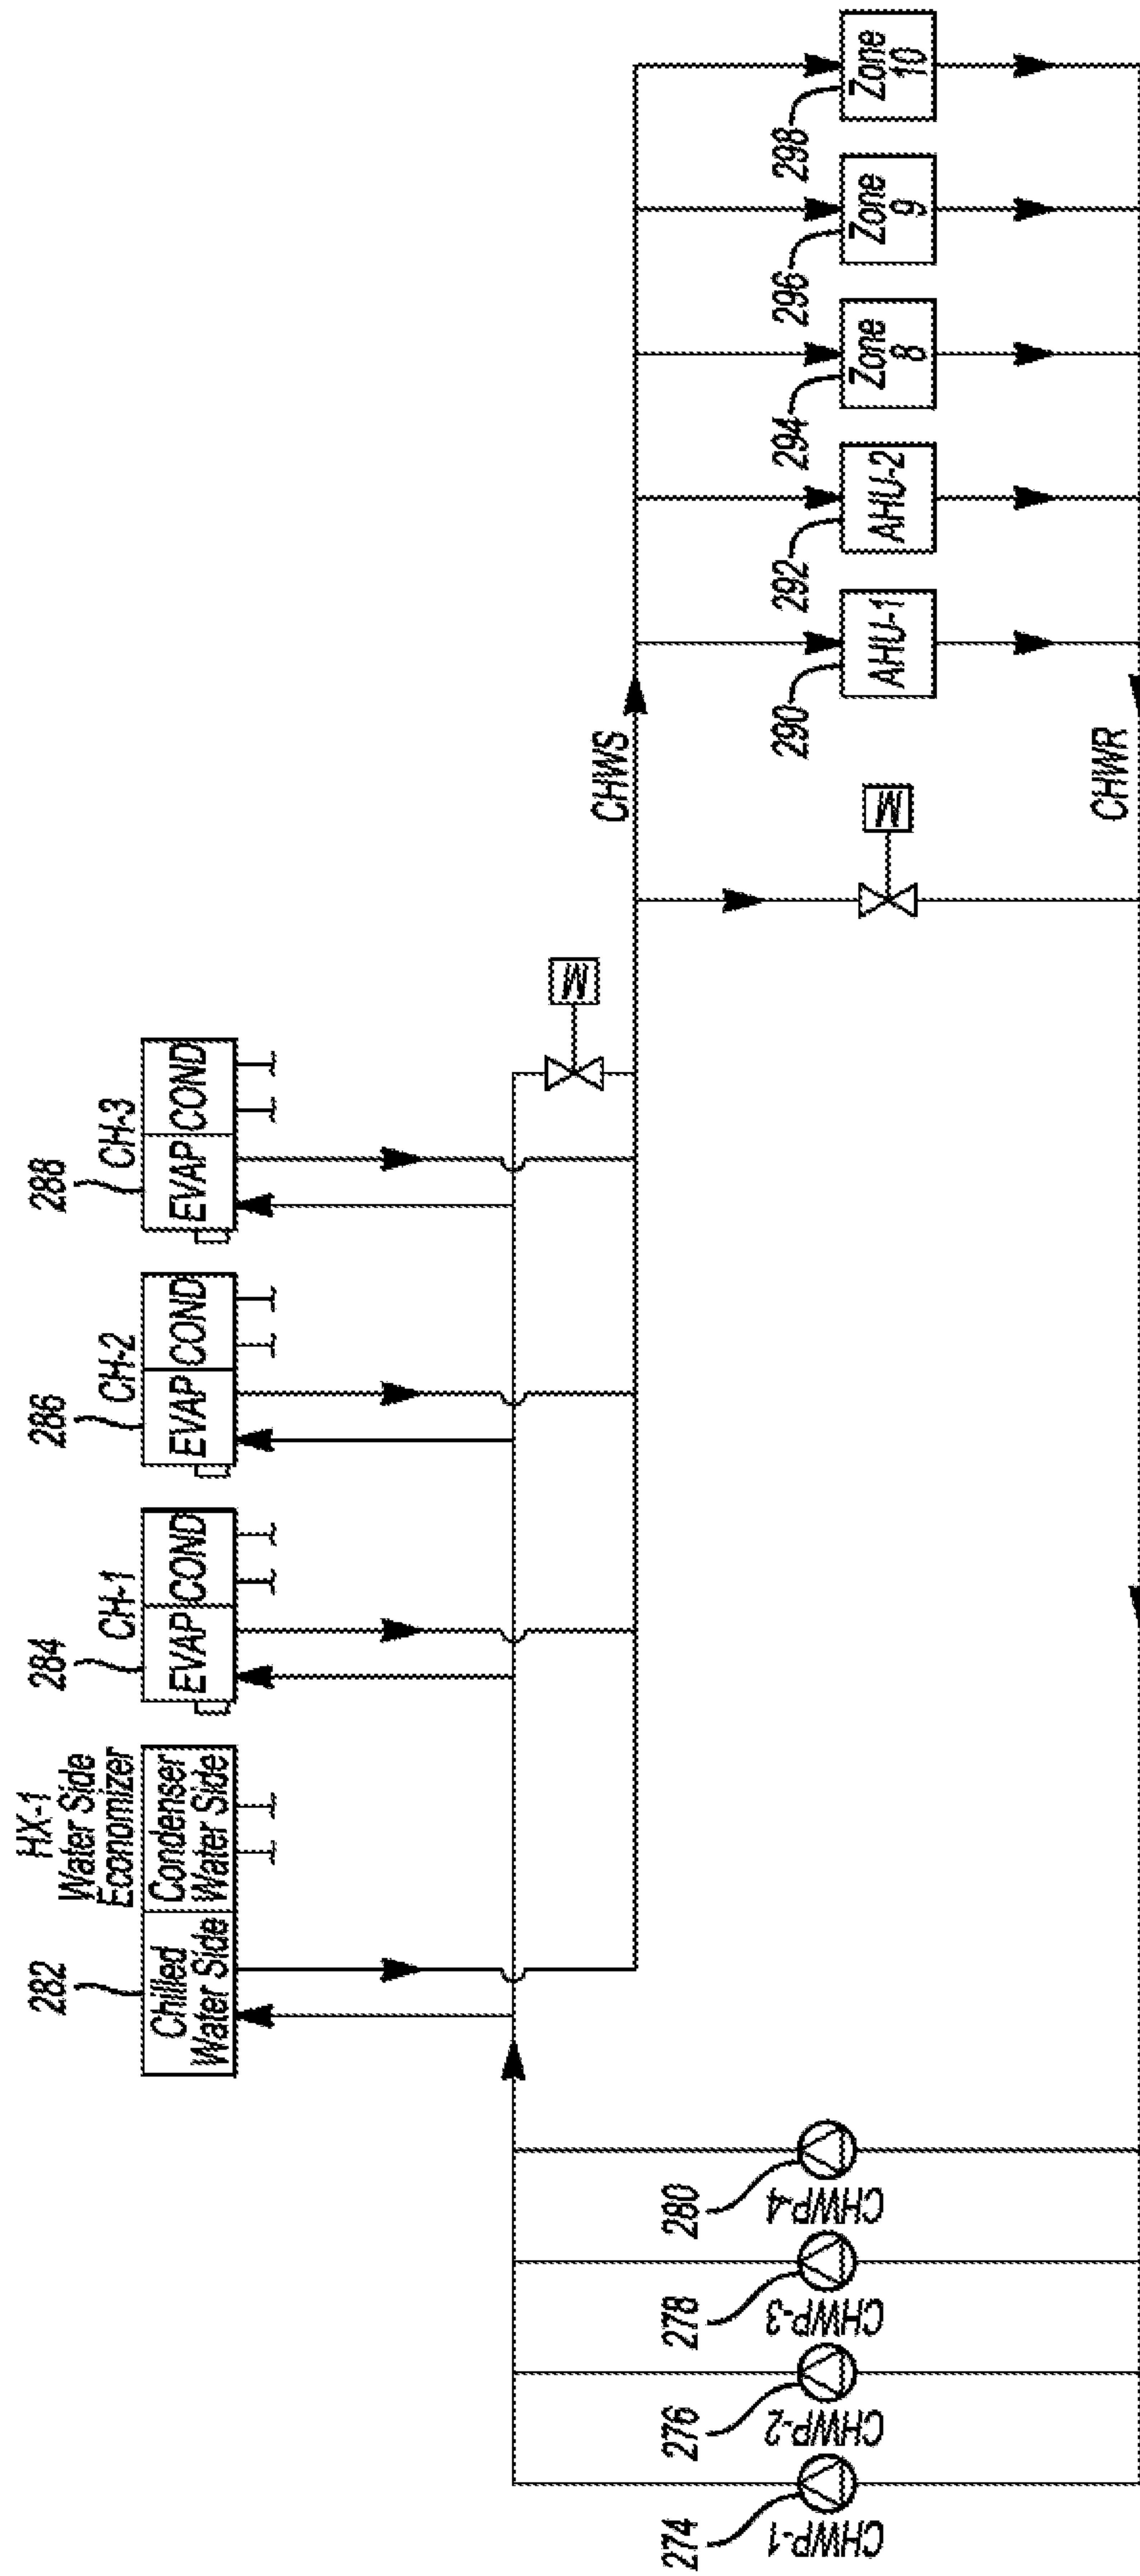 HX-1
Water Side
Economizer
282
Chilled
Water Side
Condenser
Water Side
284
CH-1
EVAP
COND
286
CH-2
EVAP
COND
288
CH-3
EVAP
COND
M
CHWS
M
274
CHWP-1
276
CHWP-2
278
CHWP-3
280
CHWP-4
290
AHU-1
292
AHU-2
294
Zone
8
296
Zone
9
298
Zone
10
CHWR